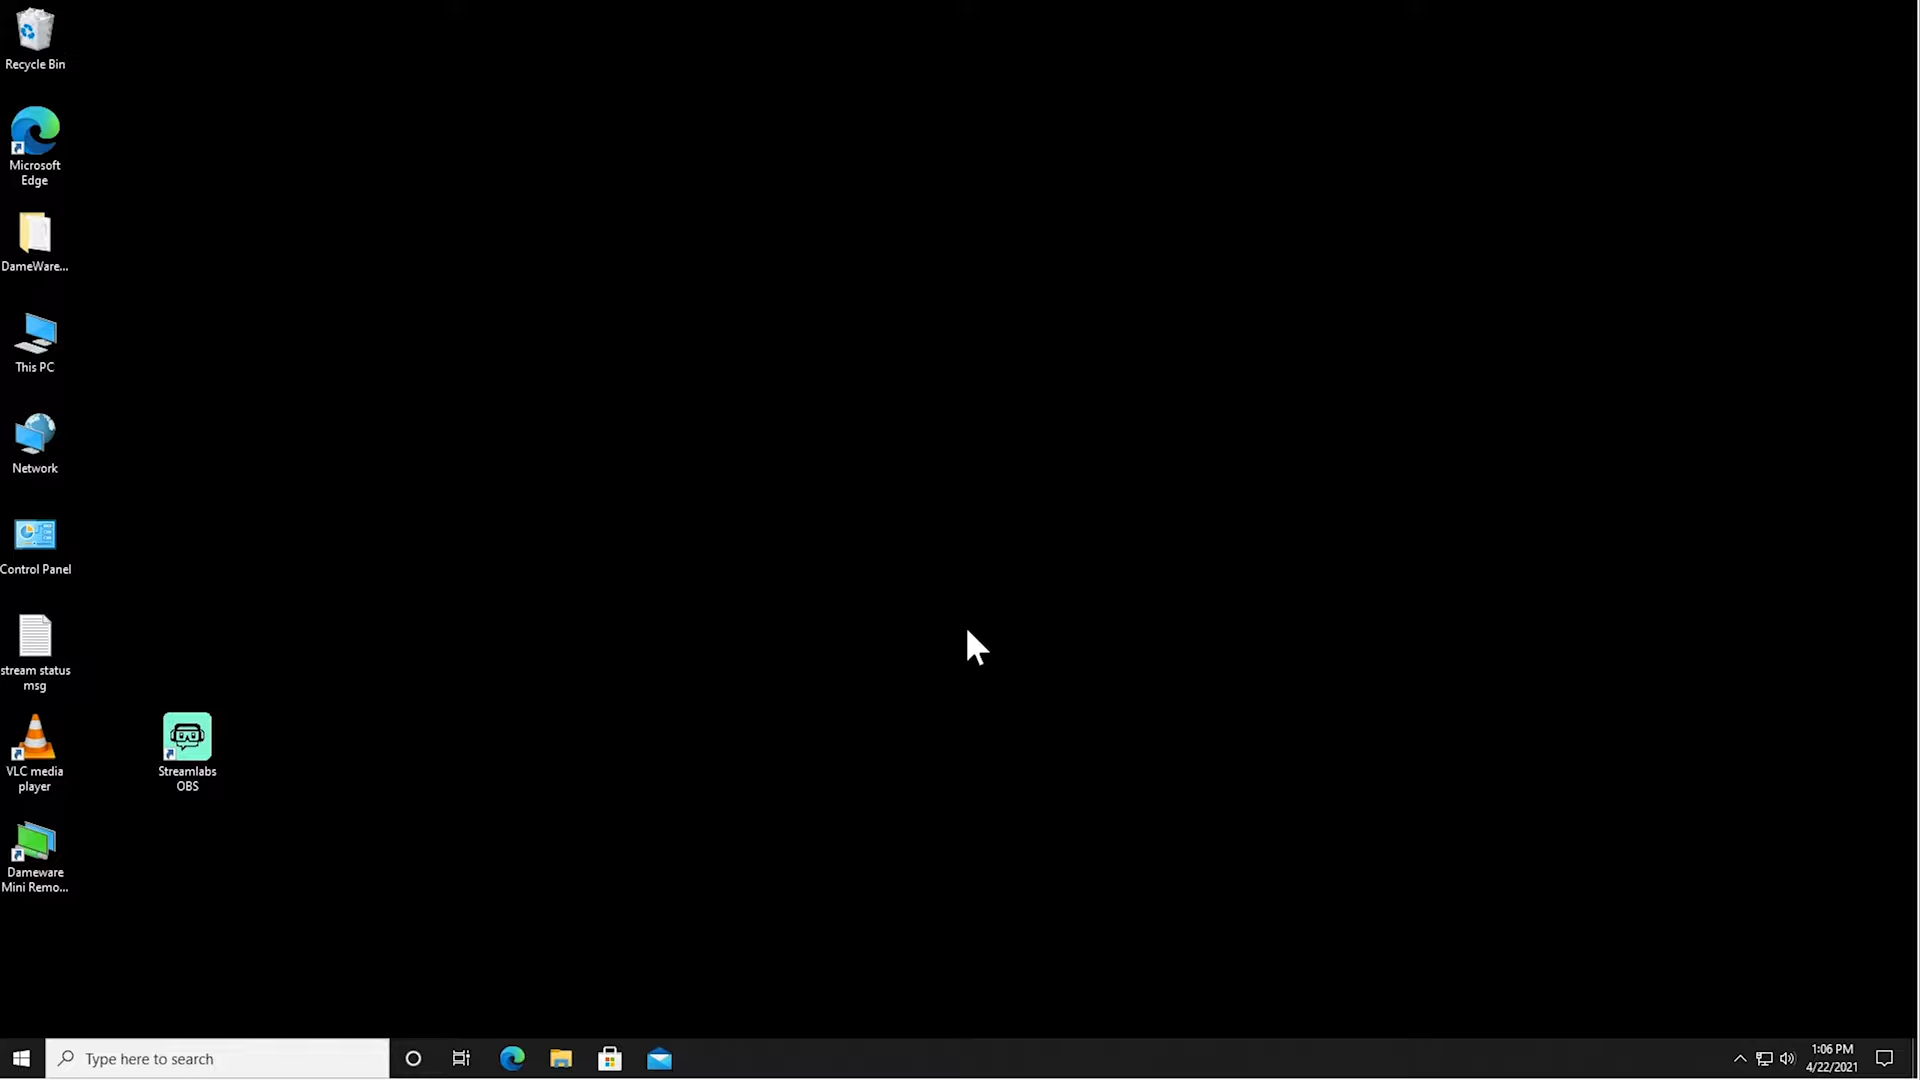 Recycle Bin
Microsoft
Edge
DameWare...
This PC
Network
Control Panel
stream status
msg
VLC media
player
Streamlabs
OBS
Dameware
Mini Remo...
Type here to search
1:06 PM
4/22/2021